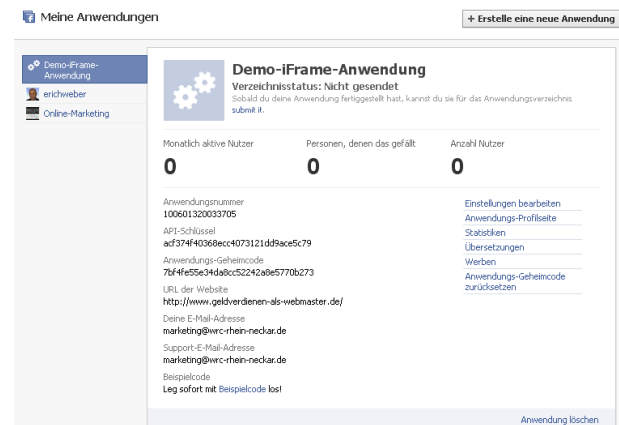 Meine Anwendungen
+ Erstelle eine neue Anwendung
Demo-iFrame-
Anwendung
erichweber
Online-Marketing
Demo-iFrame-Anwendung
Verzeichnisstatus: Nicht gesendet
Sobald du deine Anwendung fertiggestellt hast, kannst du sie für das Anwendungsverzeichnis
submit it.
Monatlich aktive Nutzer
Personen, denen das gefällt
Anzahl Nutzer
0
0
0
Anwendungsnummer
100601320033705
API-Schlüssel
acf374f40368ecc4073121dd9ace5c79
Anwendungs-Geheimcode
7bf4fe55e34da8cc52242a8e5770b273
URL der Website
http://www.geldverdienen-als-webmaster.de/
Deine E-Mail-Adresse
marketing@wrc-rhein-neckar.de
Support-E-Mail-Adresse
marketing@wrc-rhein-neckar.de
Beispielcode
Leg sofort mit Beispielcode los!
Einstellungen bearbeiten
Anwendungs-Profilseite
Statistiken
Übersetzungen
Werben
Anwendungs-Geheimcode
zurücksetzen
Anwendung löschen